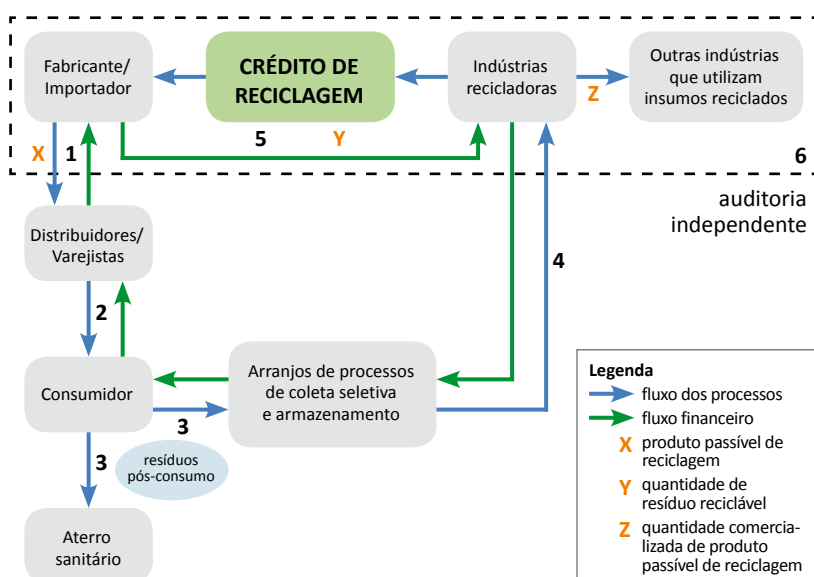 Fabricante/
Importador
CRÉDITO DE
RECICLAGEM
Indústrias
recicladoras
Outras indústrias
que utilizam
insumos reciclados
Z
X
1
5
Y
6
auditoria
independente
Distribuidores/
Varejistas
4
2
Consumidor
Arranjos de processos
de coleta seletiva
e armazenamento
3
3
resíduos
pós-consumo
Aterro
sanitário
Legenda
fluxo dos processos
fluxo financeiro
X produto passível de
reciclagem
Y quantidade de
resíduo reciclável
Z quantidade comercia-
lizada de produto
passível de reciclagem